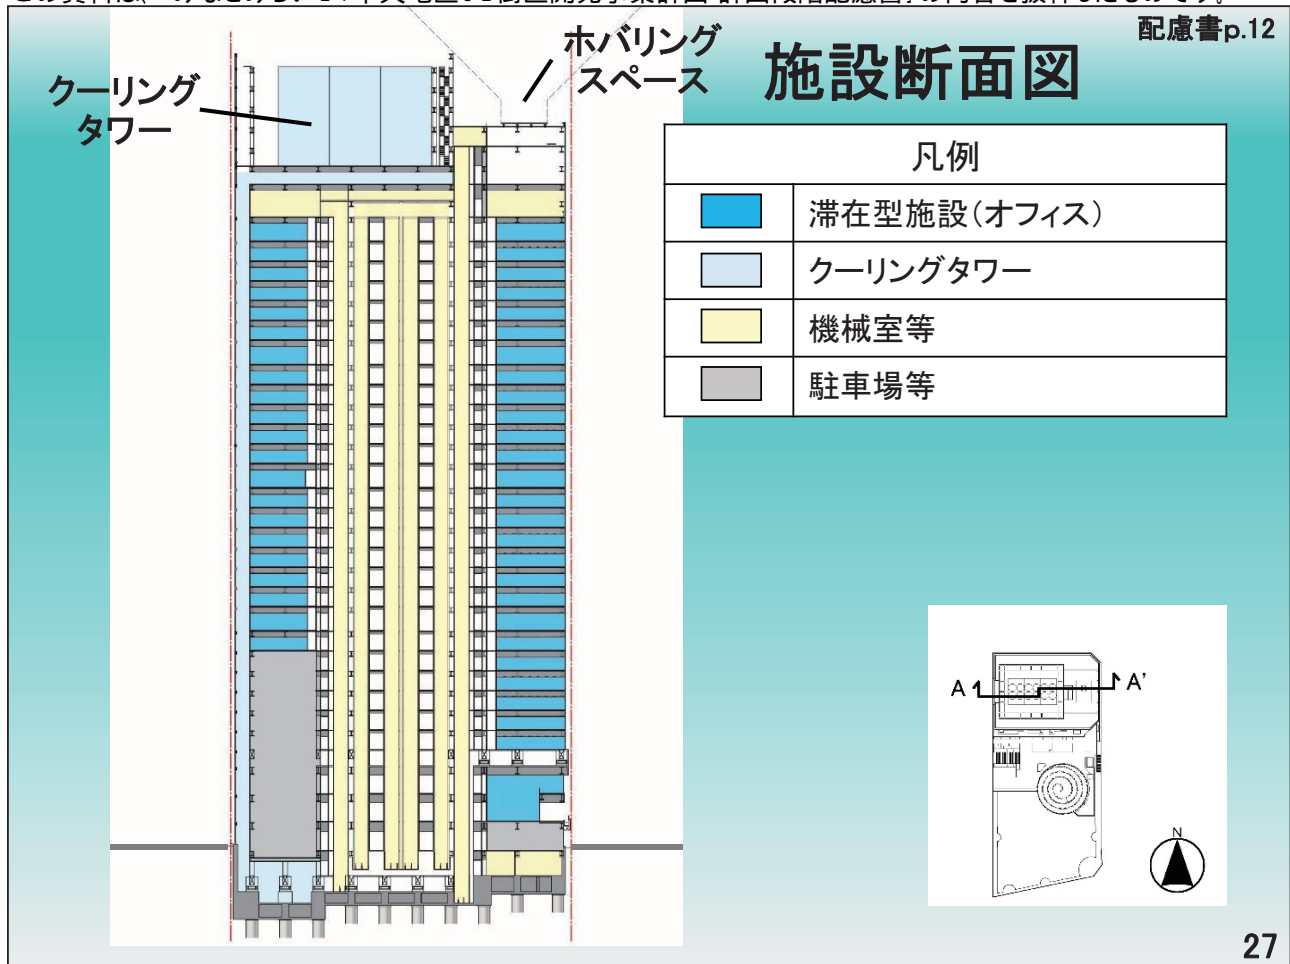 配慮書p.12
施設断面図
ホバリング
スペース
クーリング
タワー
凡例
滞在型施設(オフィス)
クーリングタワー
機械室等
駐車場等
A
A'
N
27